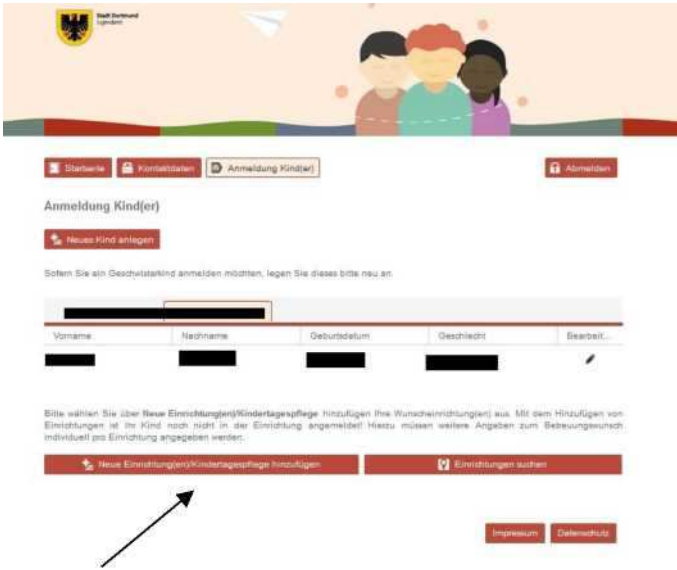 Stadt Dortmund
Jugendamt
Startseite Kontaktdaten Anmeldung Kind(er) Abmelden
Anmeldung Kind(er)
Neues Kind anlegen
Sofern Sie ein Geschwisterkind anmelden möchten, legen Sie dieses bitte neu an.
Vorname Nachname Geburtsdatum Geschlecht Bearbeit...
Bitte wählen Sie über Neue Einrichtung(en)/Kindertagespflege hinzufügen Ihre Wunscheinrichtung(en) aus. Mit dem Hinzufügen von
Einrichtungen ist Ihr Kind noch nicht in der Einrichtung angemeldet! Hierzu müssen weitere Angaben zum Betreuungswunsch
individuell pro Einrichtung angegeben werden.
Neue Einrichtung(en)/Kindertagespflege hinzufügen Einrichtungen suchen
Impressum Datenschutz